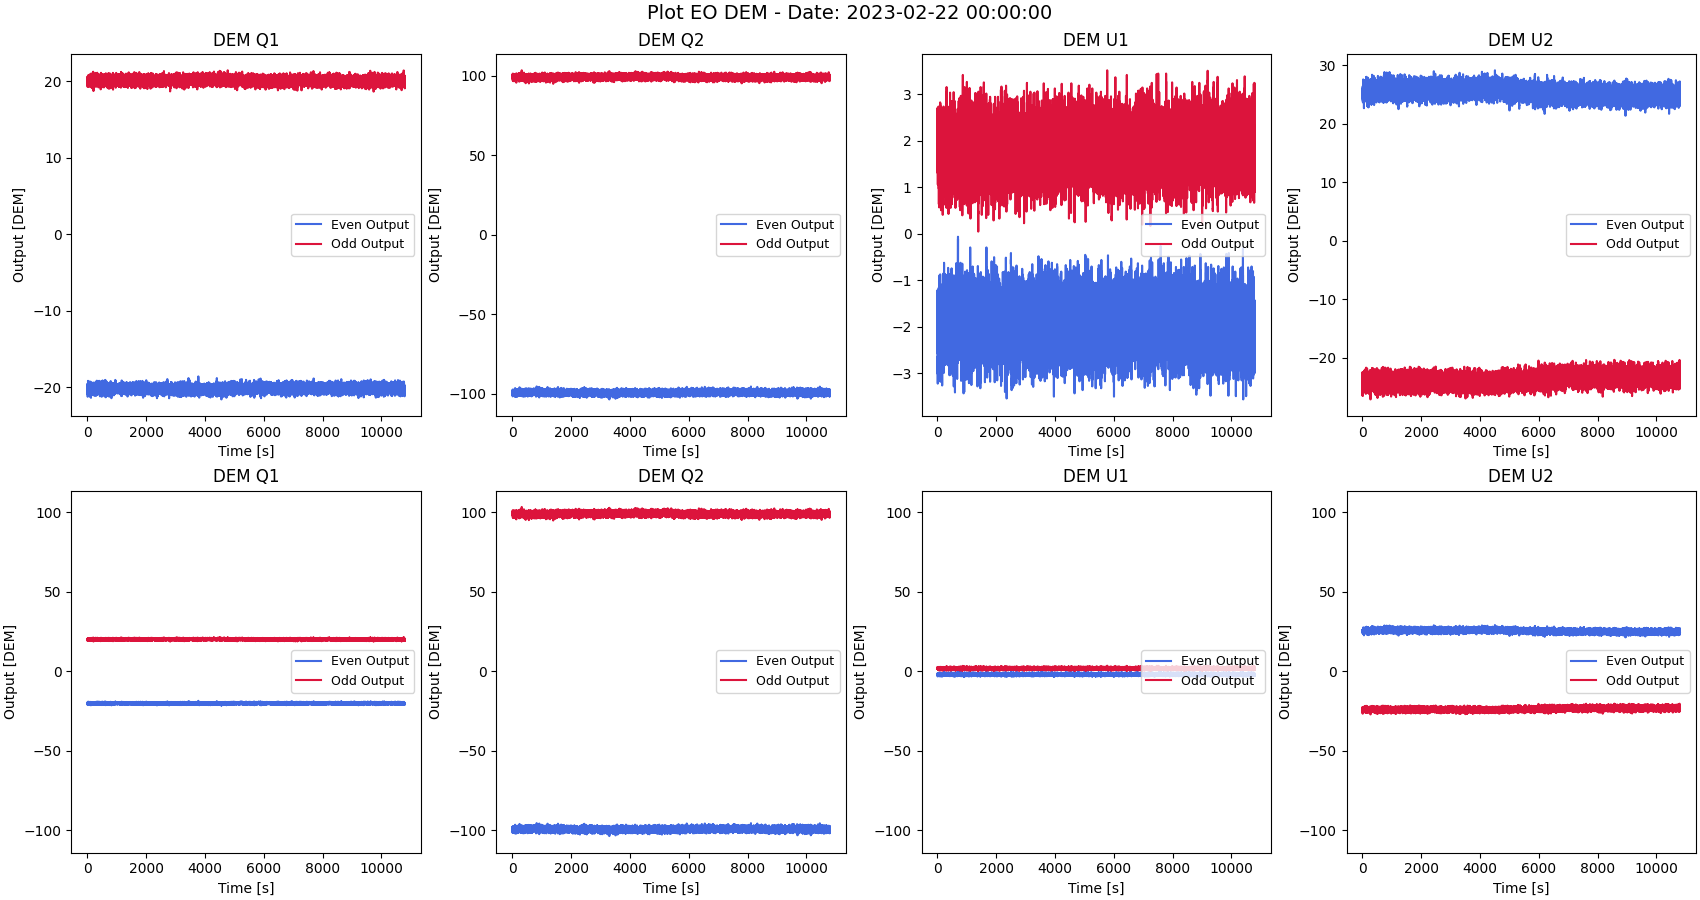 Plot EO DEM - Date: 2023-02-22 00:00:00
DEM Q1
Output [DEM]
20
10
0
−10
−20
Even Output
Odd Output
0 2000 4000 6000 8000 10000
Time [s]
DEM Q2
Output [DEM]
100
50
0
−50
−100
Even Output
Odd Output
0 2000 4000 6000 8000 10000
Time [s]
DEM U1
Output [DEM]
3
2
1
0
−1
−2
−3
Even Output
Odd Output
0 2000 4000 6000 8000 10000
Time [s]
DEM U2
Output [DEM]
30
20
10
0
−10
−20
Even Output
Odd Output
0 2000 4000 6000 8000 10000
Time [s]
DEM Q1
Output [DEM]
100
50
0
−50
−100
Even Output
Odd Output
0 2000 4000 6000 8000 10000
Time [s]
DEM Q2
Output [DEM]
100
50
0
−50
−100
Even Output
Odd Output
0 2000 4000 6000 8000 10000
Time [s]
DEM U1
Output [DEM]
100
50
0
−50
−100
Even Output
Odd Output
0 2000 4000 6000 8000 10000
Time [s]
DEM U2
Output [DEM]
100
50
0
−50
−100
Even Output
Odd Output
0 2000 4000 6000 8000 10000
Time [s]